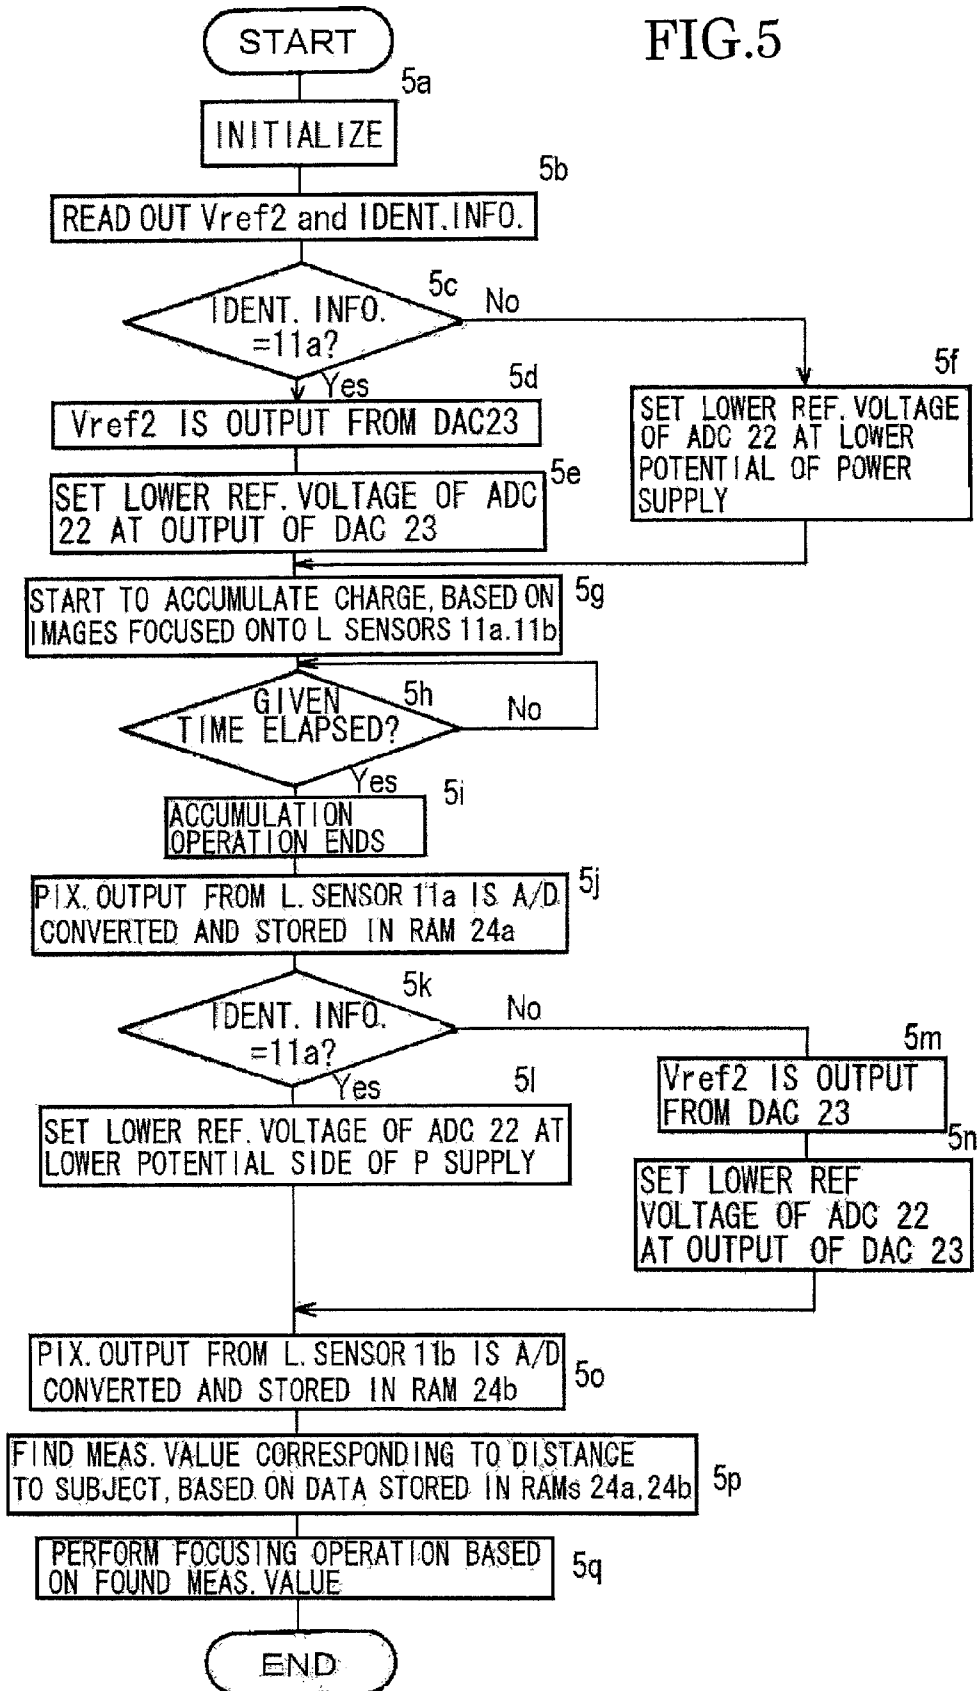 FIG.5
START
5a
INITIALIZE
5b
READ OUT Vref2 and IDENT.INFO.
5c
IDENT. INFO.
=11a?
No
Yes
5d
Vref2 IS OUTPUT FROM DAC23
5e
SET LOWER REF.VOLTAGE OF ADC
22 AT OUTPUT OF DAC 23
5f
SET LOWER REF.VOLTAGE
OF ADC 22 AT LOWER
POTENTIAL OF POWER
SUPPLY
5g
START TO ACCUMULATE CHARGE, BASED ON
IMAGES FOCUSED ONTO L SENSORS 11a.11b
5h
GIVEN
TIME ELAPSED?
No
Yes
5i
ACCUMULATION
OPERATION ENDS
5j
PIX. OUTPUT FROM L. SENSOR 11a IS A/D
CONVERTED AND STORED IN RAM 24a
5k
IDENT. INFO.
=11a?
No
Yes
5l
SET LOWER REF.VOLTAGE OF ADC 22 AT
LOWER POTENTIAL SIDE OF P SUPPLY
5m
Vref2 IS OUTPUT
FROM DAC 23
5n
SET LOWER REF
VOLTAGE OF ADC 22
AT OUTPUT OF DAC 23
PIX. OUTPUT FROM L. SENSOR 11b IS A/D
CONVERTED AND STORED IN RAM 24b
5o
FIND MEAS. VALUE CORRESPONDING TO DISTANCE
TO SUBJECT, BASED ON DATA STORED IN RAMs 24a, 24b
5p
PERFORM FOCUSING OPERATION BASED
ON FOUND MEAS. VALUE
5q
END